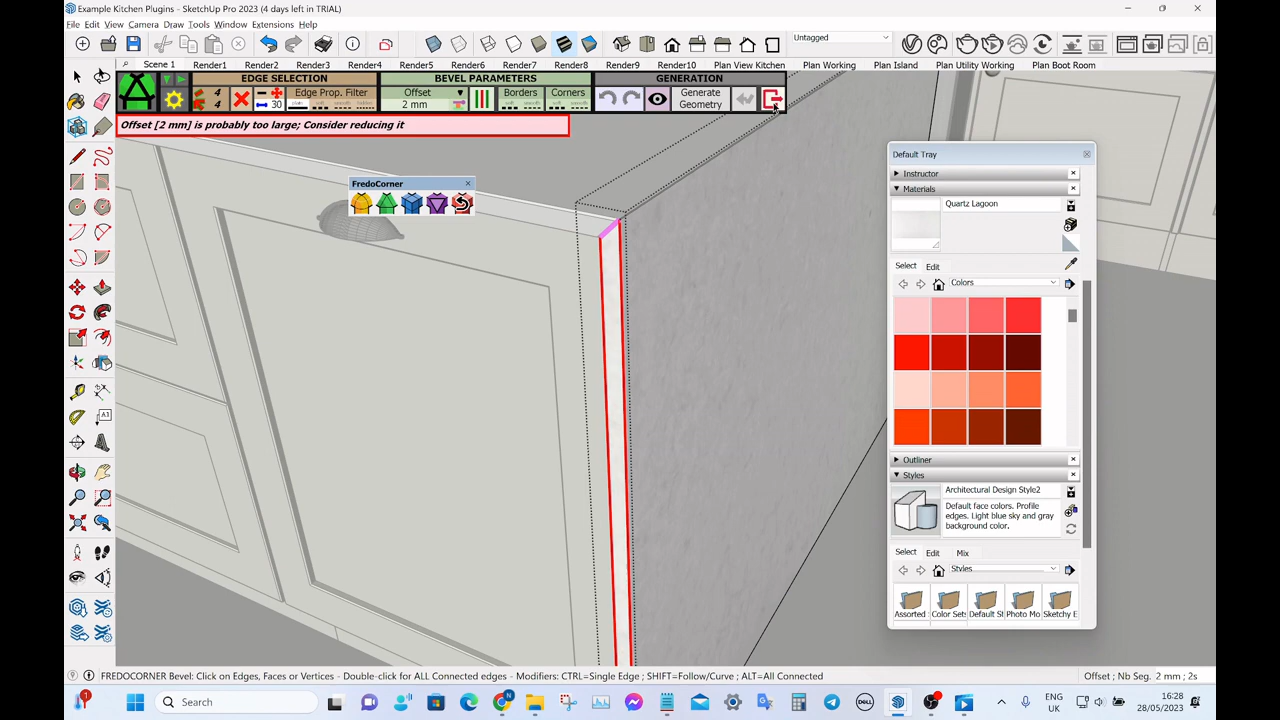 Example Kitchen Plugins - SketchUp Pro 2023 (4 days left in TRIAL)
File Edit View Camera Draw Tools Window Extensions Help
Untagged
Scene 1 Render1 Render2 Render3 Render4 Render5 Render6 Render7 Render8 Render9 Render10 Plan View Kitchen Plan Working Plan Island Plan Utility Working Plan Boot Room
EDGE SELECTION BEVEL PARAMETERS GENERATION
4 4 30 Edge Prop. Filter Offset 2 mm Borders Corners Generate Geometry
Offset [2 mm] is probably too large; Consider reducing it
FredoCorner
Default Tray
Instructor
Materials
Quartz Lagoon
Select Edit
Colors
Outliner
Styles
Architectural Design Style2
Default face colors. Profile
edges. Light blue sky and gray
background color.
Select Edit Mix
Styles
Assorted Color Set Default St Photo Mo Sketchy E
A1
FREDOCORNER Bevel: Click on Edges, Faces or Vertices - Double-click for ALL Connected edges - Modifiers: CTRL=Single Edge ; SHIFT=Follow/Curve ; ALT=All Connected Offset ; Nb Seg. 2 mm ; 2s
1
Search
DELL
ENG
UK
16:28
28/05/2023